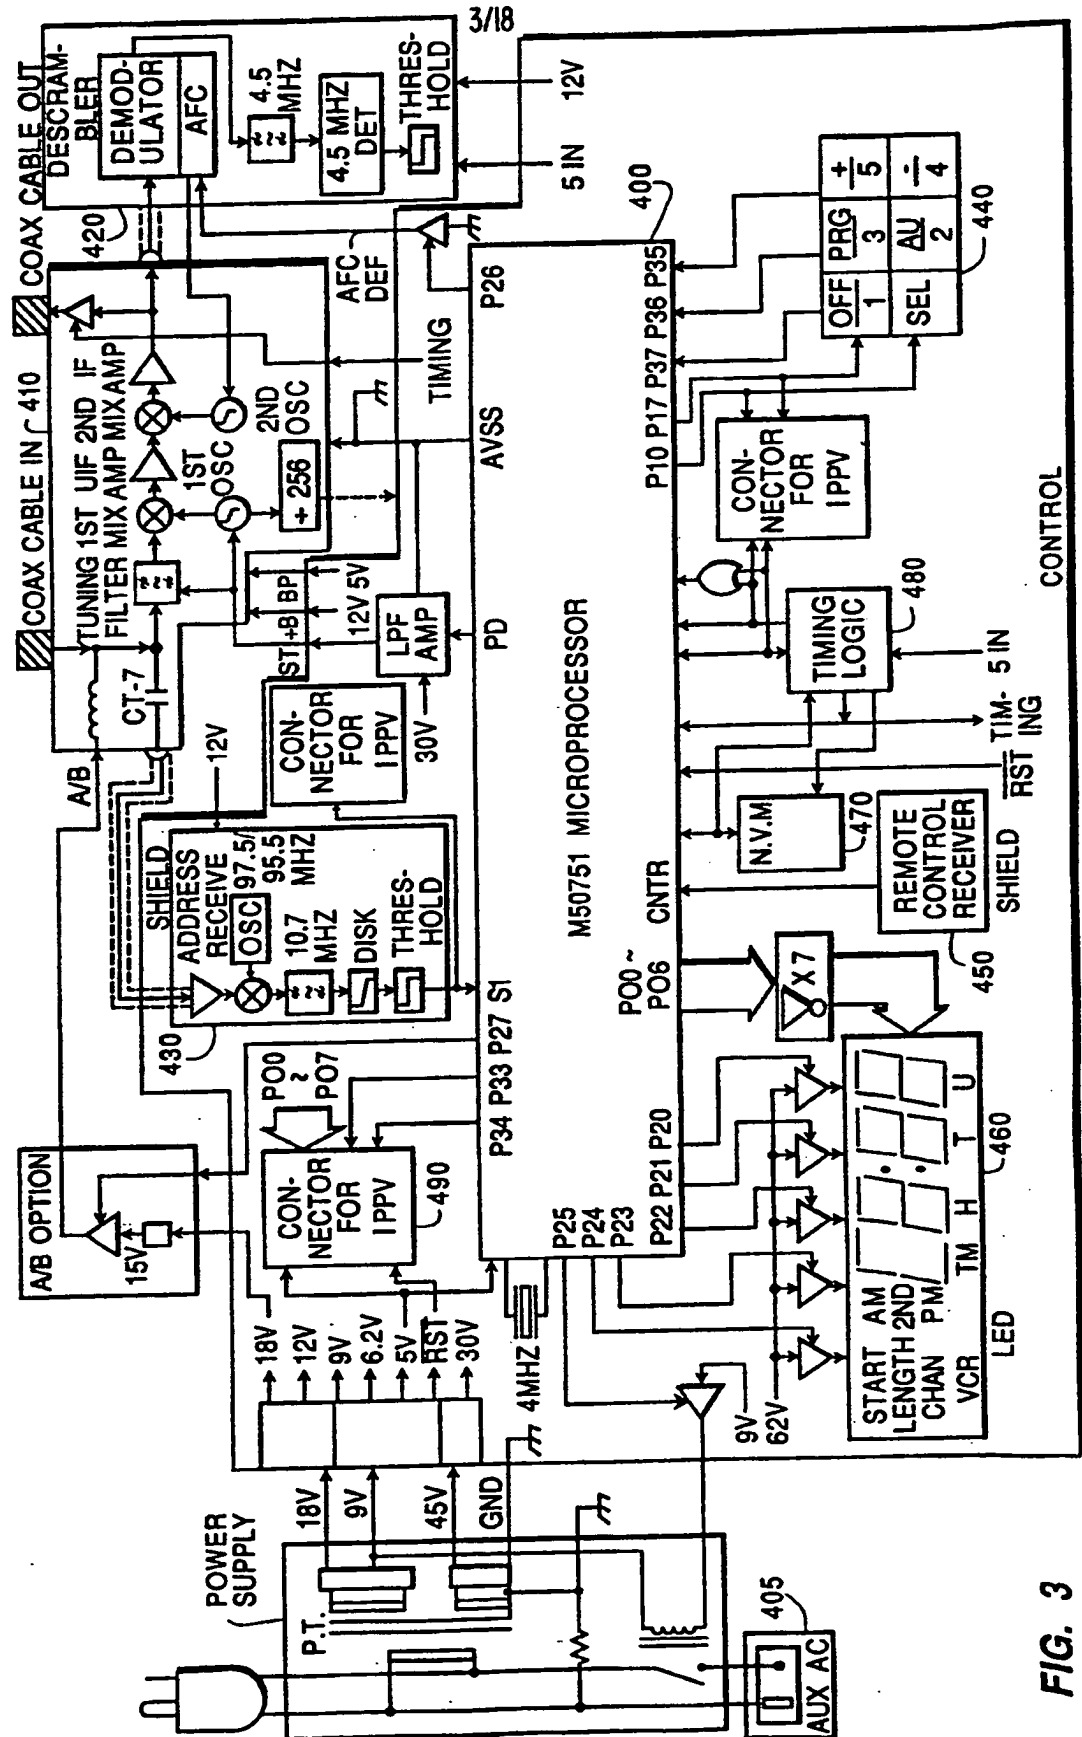 3/18
COAX CABLE IN
410
COAX CABLE OUT
TUNING 1ST UIF 2ND IF
FILTER MIX AMP MIX AMP
1ST
OSC
2ND
OSC
÷ 256
CT-7
A/B
ST +B BP
12V 5V
420
DESCRAM-
BLER
DEMOD-
ULATOR
AFC
4.5
MHZ
4.5 MHZ
DET
THRES-
HOLD
5 IN
12V
AFC
DEF
TIMING
A/B OPTION
15V
SHIELD
430
ADDRESS
RECEIVE
OSC
97.5/
95.5
MHZ
10.7
MHZ
DISK
THRES-
HOLD
12V
CON-
NECTOR
FOR
IPPV
LPF
AMP
30V
PO0
~
PO7
CON-
NECTOR
FOR
IPPV
490
18V
12V
9V
6.2V
5V
RST
30V
POWER
SUPPLY
P.T.
18V
9V
45V
GND
4MHZ
P34 P33 P27 S1
PD
AVSS
P26
M50751 MICROPROCESSOR
400
P25
P24
P23
P22 P21 P20
PO0~
PO6
CNTR
P10 P17 P37 P36 P35
9V
62V
X7
START AM
LENGTH 2ND
CHAN PM
VCR TM H T U
LED
460
REMOTE
CONTROL
RECEIVER
450
SHIELD
N.V.M
470
RST
TIM-
ING
5 IN
TIMING
LOGIC
480
CON-
NECTOR
FOR
IPPV
OFF PRG +
1 3 5
SEL AU ÷
2 4
440
CONTROL
AUX AC
405
FIG. 3